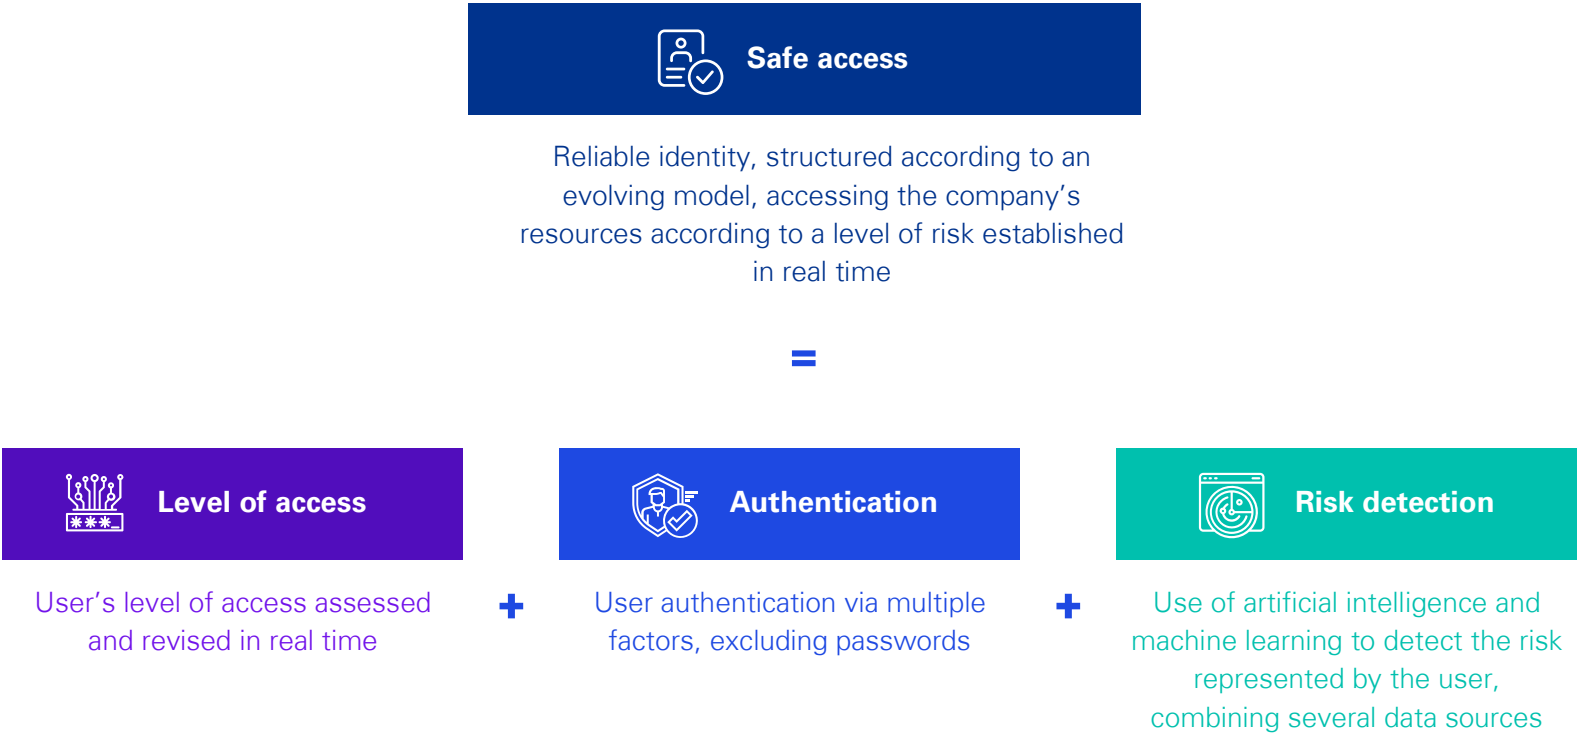 Safe access
Reliable identity, structured according to an
evolving model, accessing the company’s
resources according to a level of risk established
in real time
=
Level of access
User’s level of access assessed
and revised in real time
+
Authentication
User authentication via multiple
factors, excluding passwords
+
Risk detection
Use of artificial intelligence and
machine learning to detect the risk
represented by the user,
combining several data sources